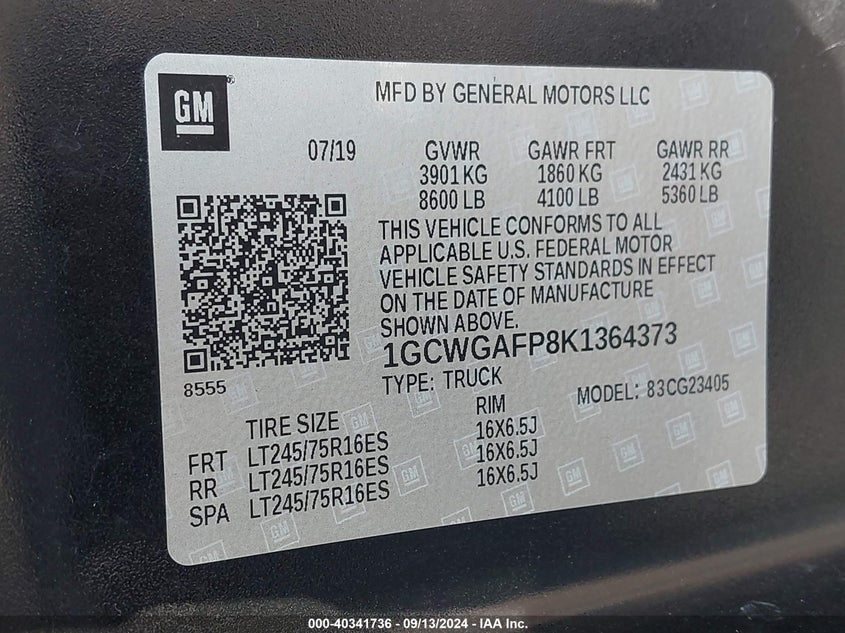 GM
MFD BY GENERAL MOTORS LLC
07/19 GVWR GAWR FRT GAWR RR
3901 KG 1860 KG 2431 KG
8600 LB 4100 LB 5360 LB
THIS VEHICLE CONFORMS TO ALL
APPLICABLE U.S. FEDERAL MOTOR
VEHICLE SAFETY STANDARDS IN EFFECT
ON THE DATE OF MANUFACTURE
SHOWN ABOVE.
1GCWGAFP8K1364373
8555
TYPE: TRUCK MODEL: 83CG23405
TIRE SIZE RIM
FRT LT245/75R16ES 16X6.5J
RR LT245/75R16ES 16X6.5J
SPA LT245/75R16ES 16X6.5J
000-40341736 - 09/13/2024 - IAA Inc.